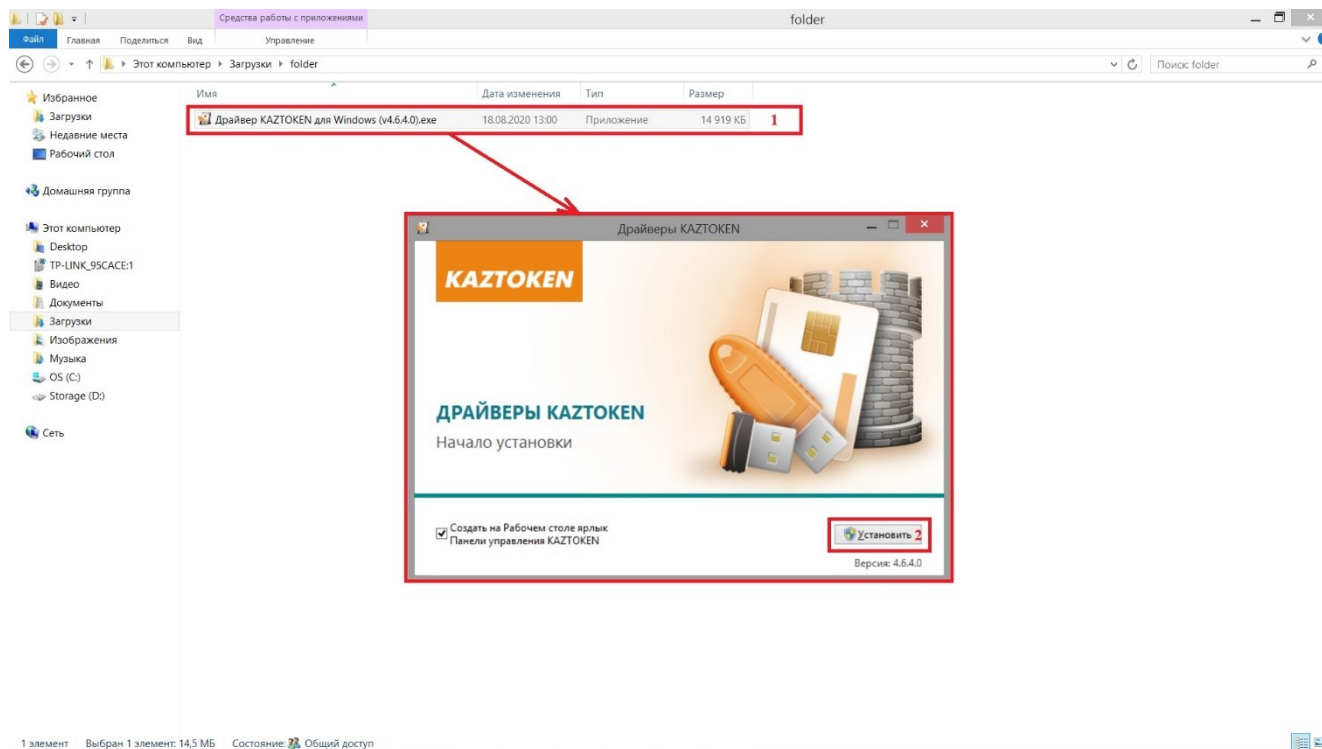 Средства работы с приложениями
folder
Файл Главная Поделиться Вид Управление
Этот компьютер Загрузки folder
Поиск: folder
Имя Дата изменения Тип Размер
Драйвер KAZTOKEN для Windows (v4.6.4.0).exe 18.08.2020 13:00 Приложение 14 919 КБ 1
Избранное
Загрузки
Недавние места
Рабочий стол
Домашняя группа
Этот компьютер
Desktop
TP-LINK_95CACE:1
Видео
Документы
Загрузки
Изображения
Музыка
OS (C:)
Storage (D:)
Сеть
Драйверы KAZTOKEN
KAZTOKEN
ДРАЙВЕРЫ KAZTOKEN
Начало установки
Создать на Рабочем столе ярлык
Панели управления KAZTOKEN
Установить 2
Версия: 4.6.4.0
1 элемент Выбран 1 элемент: 14,5 МБ Состояние: Общий доступ